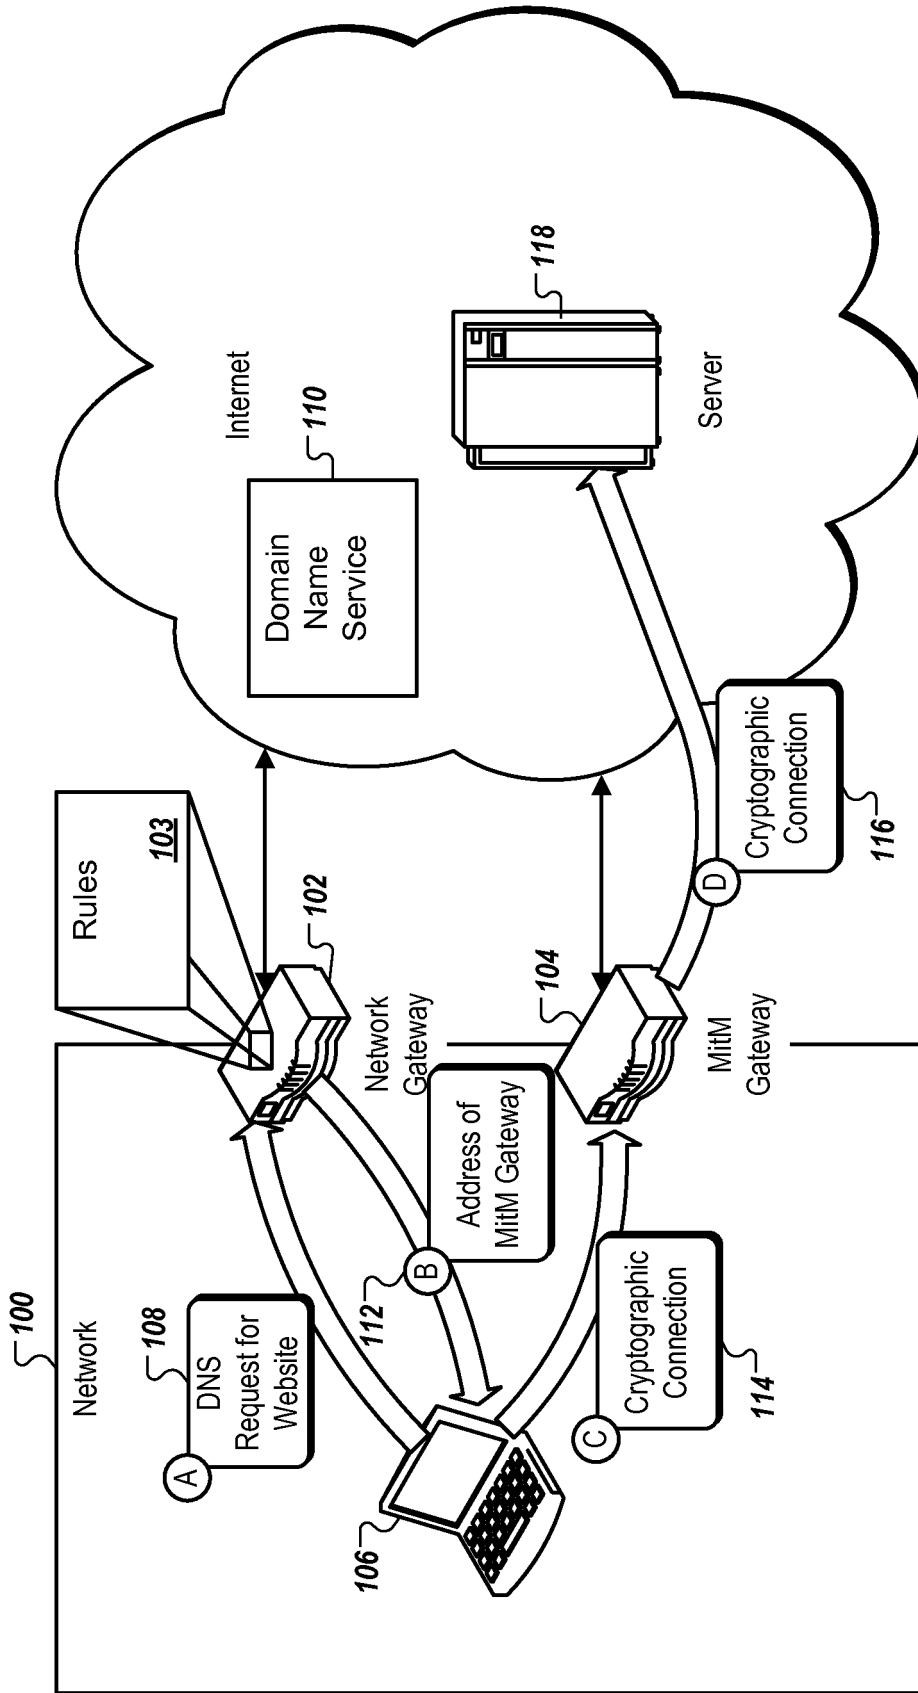 100
Network
A
108
DNS
Request for
Website
106
112
B
Address of
MitM Gateway
C
Cryptographic
Connection
114
Rules
103
102
Network
Gateway
104
MitM
Gateway
D
Cryptographic
Connection
116
Internet
Domain
Name
Service
110
118
Server